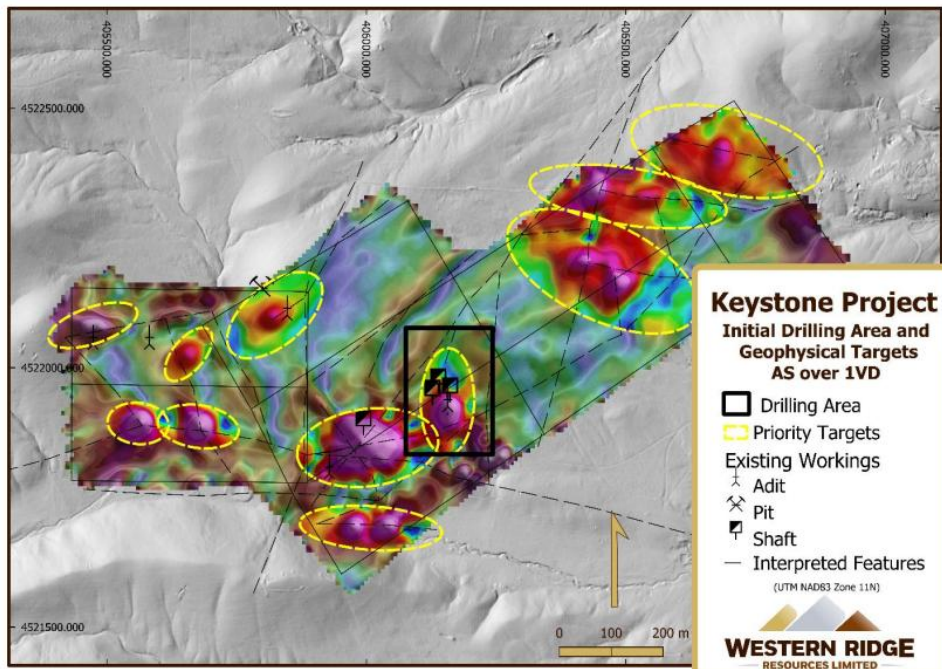 405500.000
406000.000
406500.000
407000.000
4522500.000
4522000.000
4521500.000
0 100 200 m
Keystone Project
Initial Drilling Area and
Geophysical Targets
AS over 1VD
Drilling Area
Priority Targets
Existing Workings
Adit
Pit
Shaft
Interpreted Features
(UTM NAD83 Zone 11N)
WESTERN RIDGE
RESOURCES LIMITED